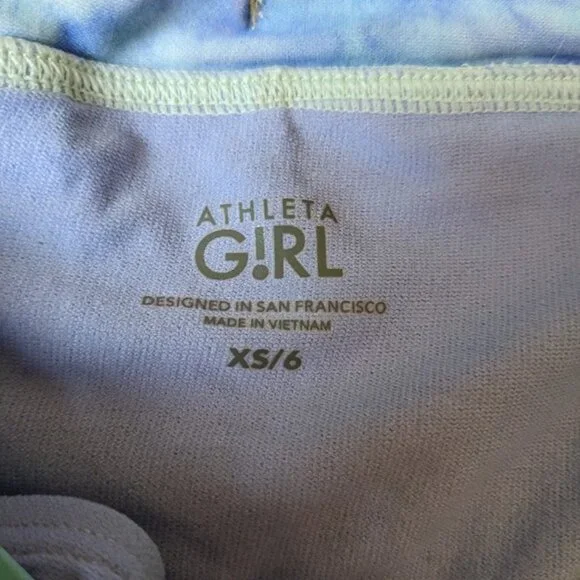 ATHLETA
G!RL
DESIGNED IN SAN FRANCISCO
MADE IN VIETNAM
XS/6